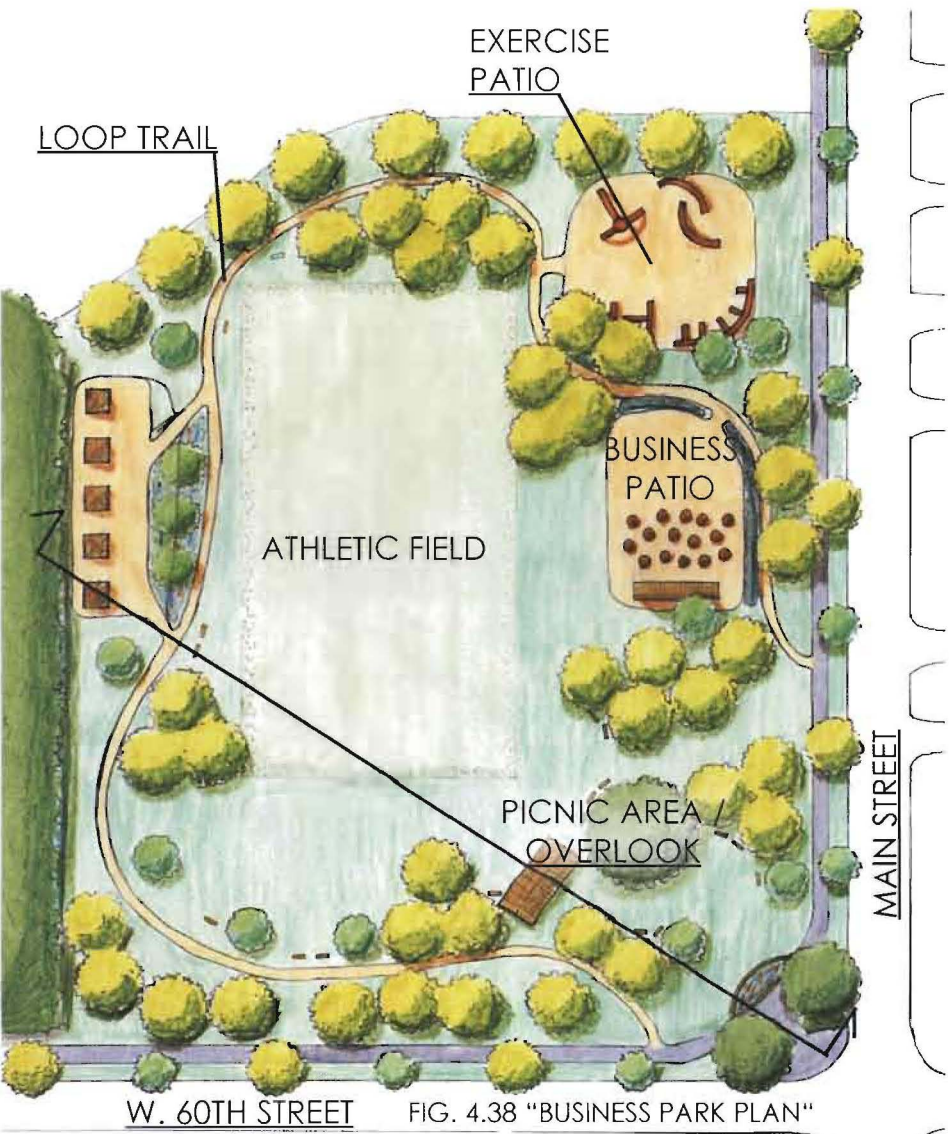 EXERCISE
PATIO
LOOP TRAIL
BUSINESS
PATIO
ATHLETIC FIELD
PICNIC AREA /
OVERLOOK
MAIN STREET
W. 60TH STREET
FIG. 4.38 "BUSINESS PARK PLAN"